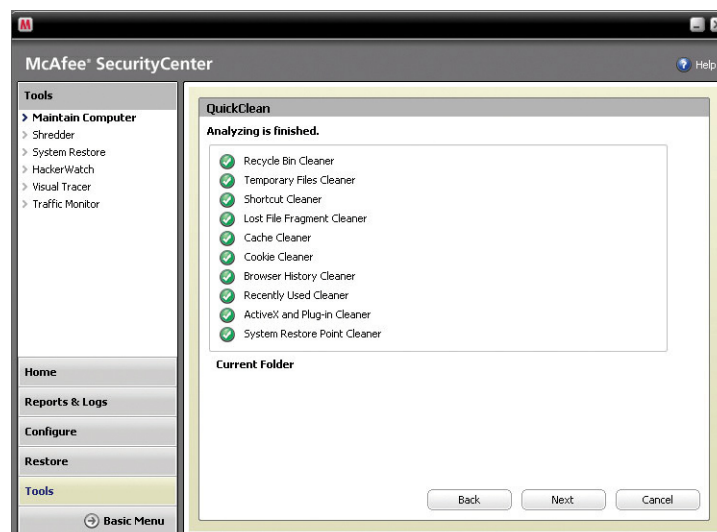 McAfee® SecurityCenter
Help
Tools
> Maintain Computer
> Shredder
> System Restore
> HackerWatch
> Visual Tracer
> Traffic Monitor
Home
Reports & Logs
Configure
Restore
Tools
Basic Menu
QuickClean
Analyzing is finished.
Recycle Bin Cleaner
Temporary Files Cleaner
Shortcut Cleaner
Lost File Fragment Cleaner
Cache Cleaner
Cookie Cleaner
Browser History Cleaner
Recently Used Cleaner
ActiveX and Plug-in Cleaner
System Restore Point Cleaner
Current Folder
Back
Next
Cancel